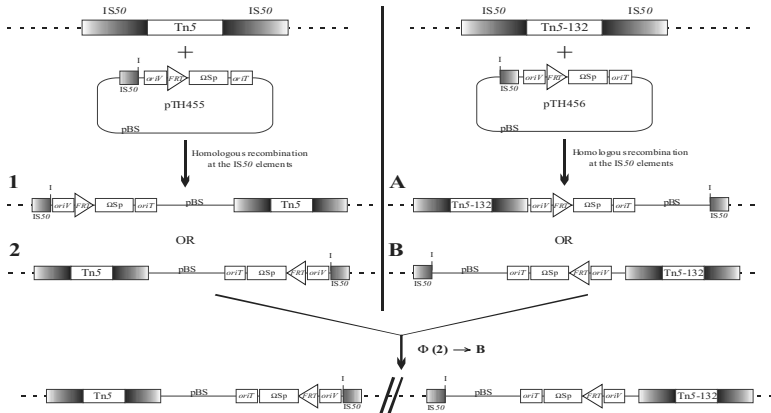 IS50 IS50
Tn5
+
I
oriV FRT ΩSp oriT
IS50
pTH455
pBS
Homologous recombination
at the IS50 elements
1
I
oriV FRT ΩSp oriT pBS Tn5
IS50
OR
2
I
Tn5 pBS oriT ΩSp FRT oriV
IS50
IS50 IS50
Tn5-132
+
I
oriV FRT ΩSp oriT
IS50
pTH456
pBS
Homologous recombination
at the IS50 elements
A
I
Tn5-132 oriV FRT ΩSp oriT pBS
IS50
OR
B
I
pBS oriT ΩSp FRT oriV Tn5-132
IS50
Φ (2) → B
I I
Tn5 pBS oriT ΩSp FRT oriV pBS oriT ΩSp FRT oriV Tn5-132
IS50 IS50